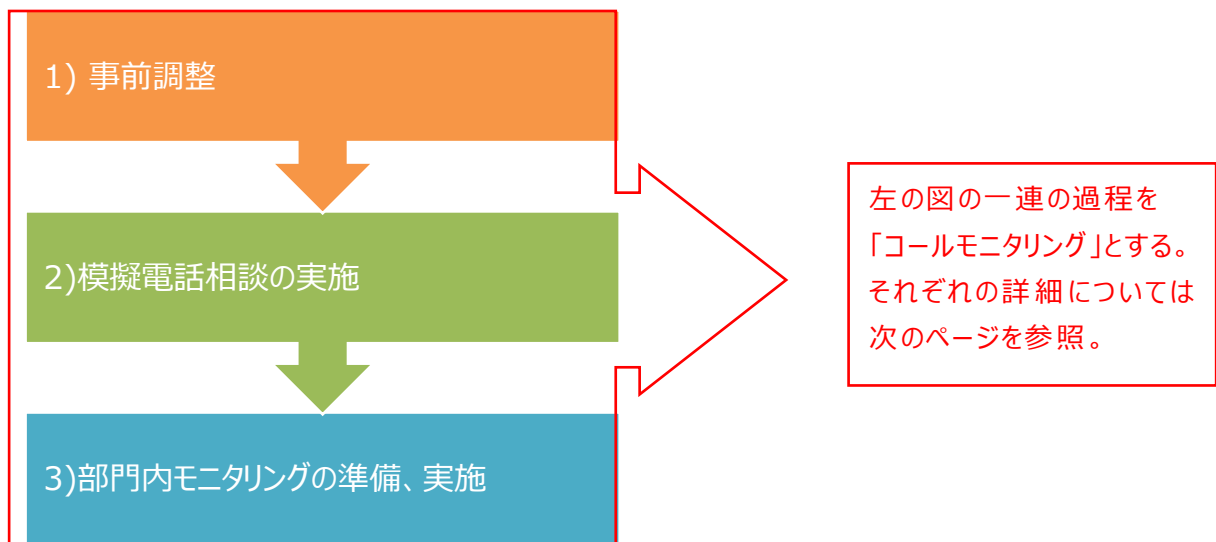 1) 事前調整
2)模擬電話相談の実施
3)部門内モニタリングの準備、実施
左の図の一連の過程を
「コールモニタリング」とする。
それぞれの詳細については
次のページを参照。